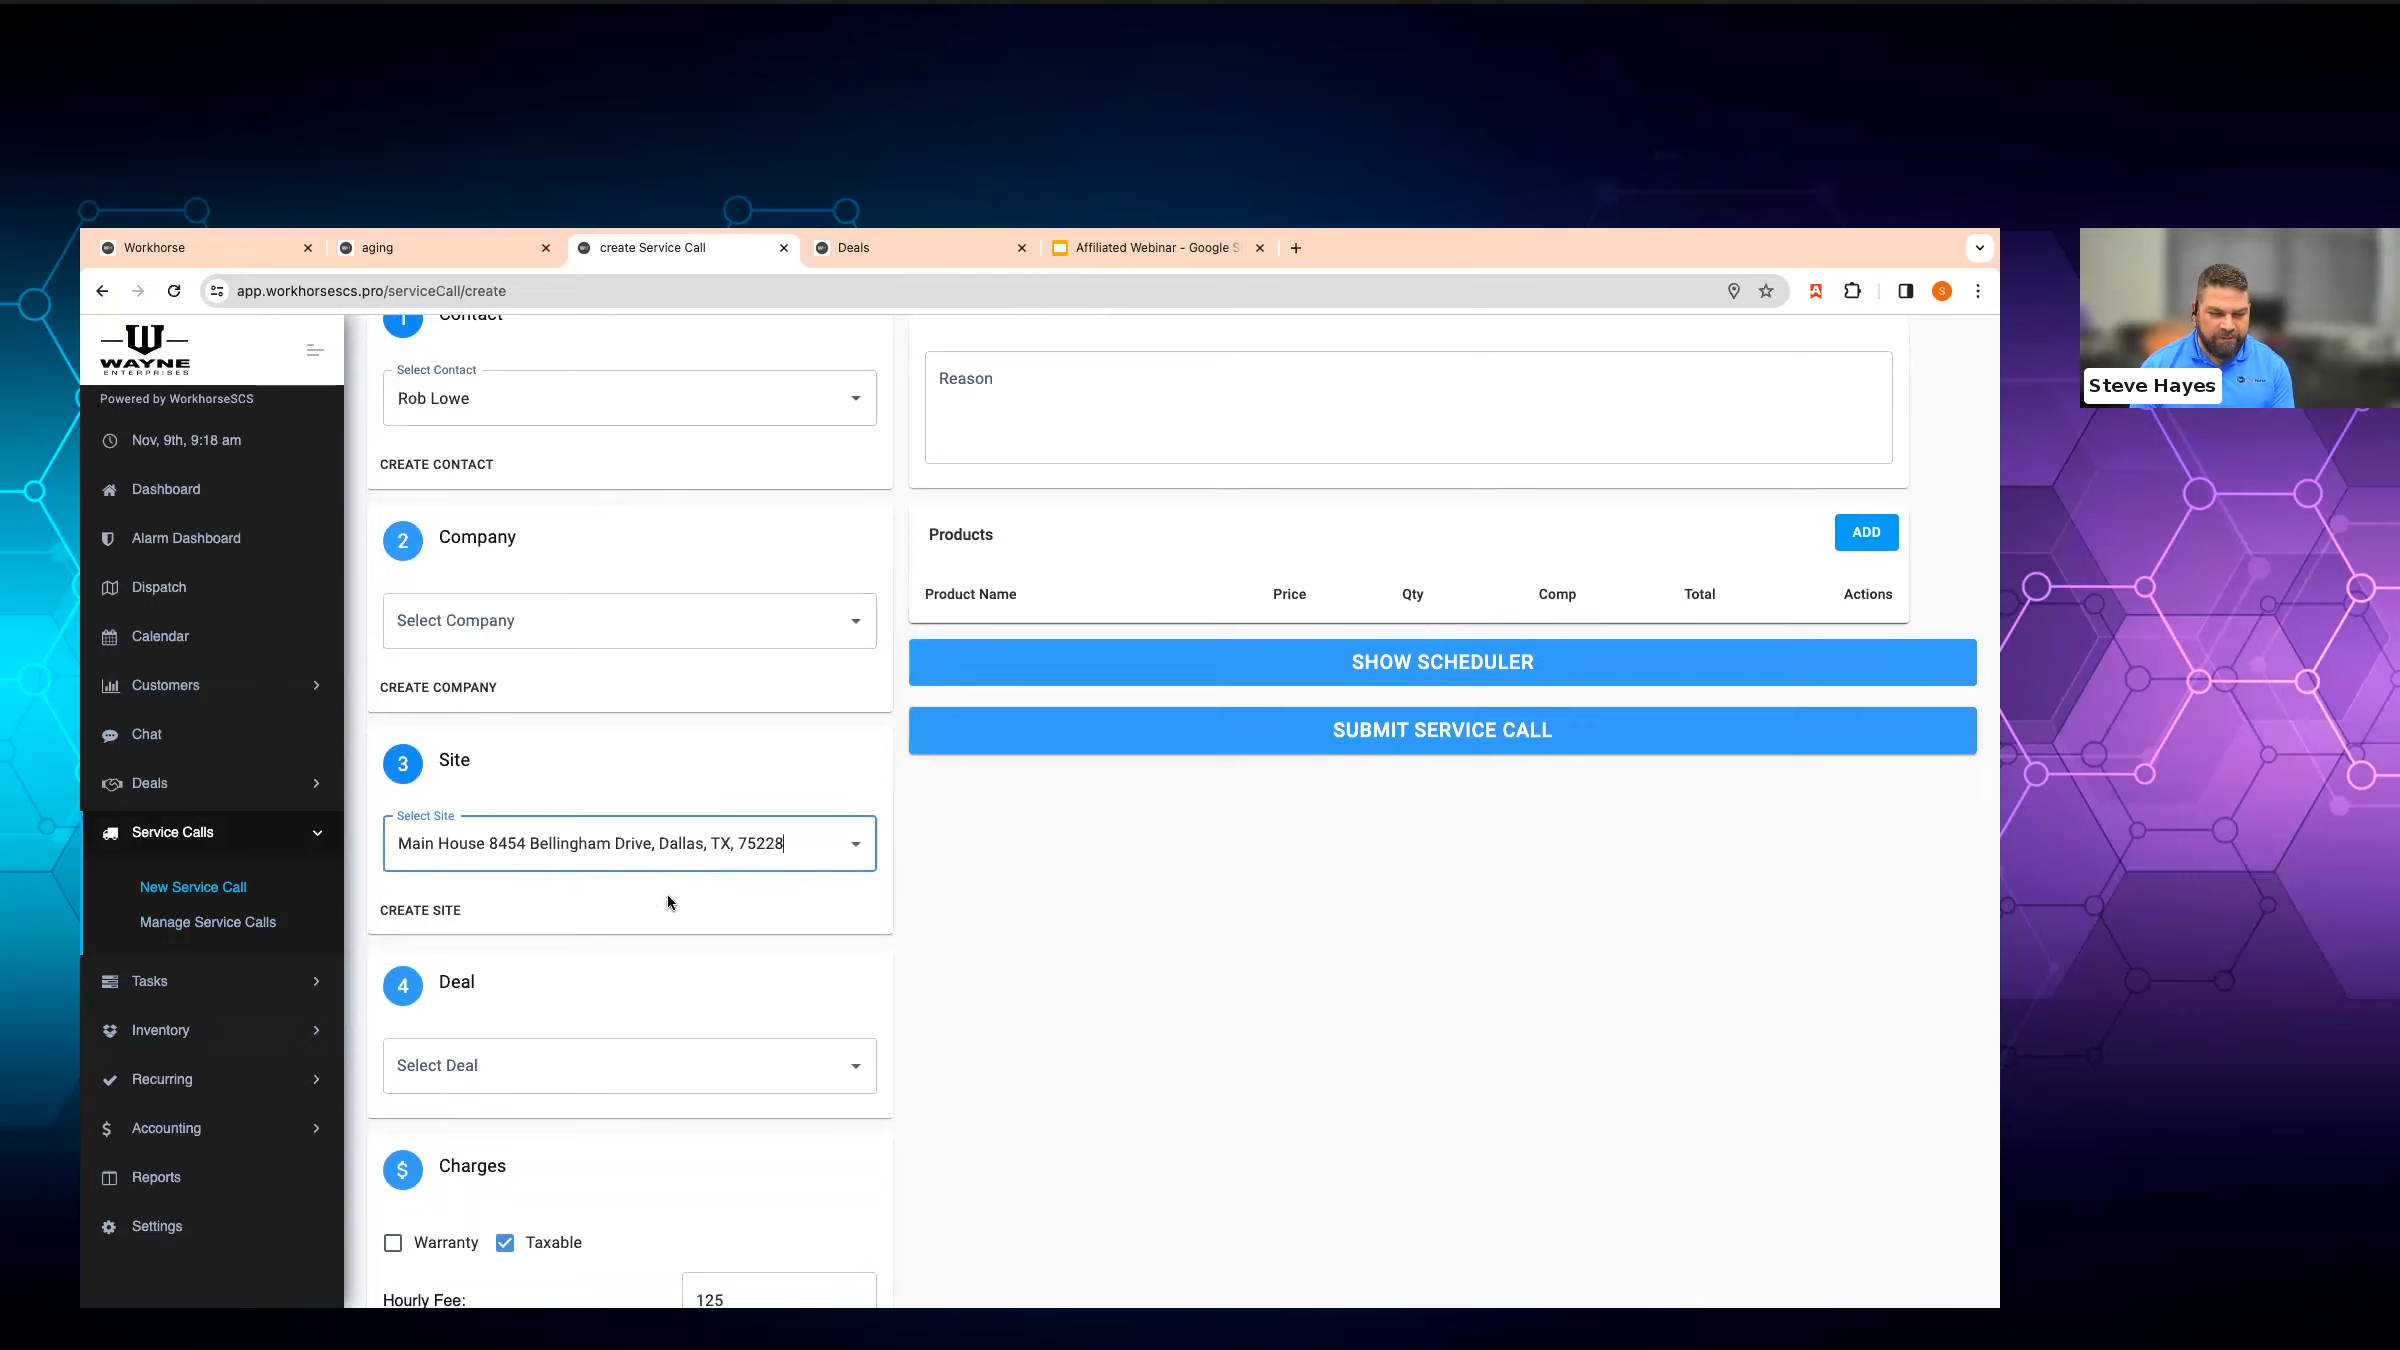 Workhorse
aging
create Service Call
Deals
Affiliated Webinar - Google S
app.workhorsescs.pro/serviceCall/create
S
WAYNE
ENTERPRISES
Powered by WorkhorseSCS
Nov, 9th, 9:18 am
Dashboard
Alarm Dashboard
Dispatch
Calendar
Customers
Chat
Deals
Service Calls
New Service Call
Manage Service Calls
Tasks
Inventory
Recurring
Accounting
Reports
Settings
1 Contact
Select Contact
Rob Lowe
CREATE CONTACT
2 Company
Select Company
CREATE COMPANY
3 Site
Select Site
Main House 8454 Bellingham Drive, Dallas, TX, 75228
CREATE SITE
4 Deal
Select Deal
$ Charges
Warranty Taxable
Hourly Fee: 125
Reason
Products ADD
Product Name Price Qty Comp Total Actions
SHOW SCHEDULER
SUBMIT SERVICE CALL
Steve Hayes